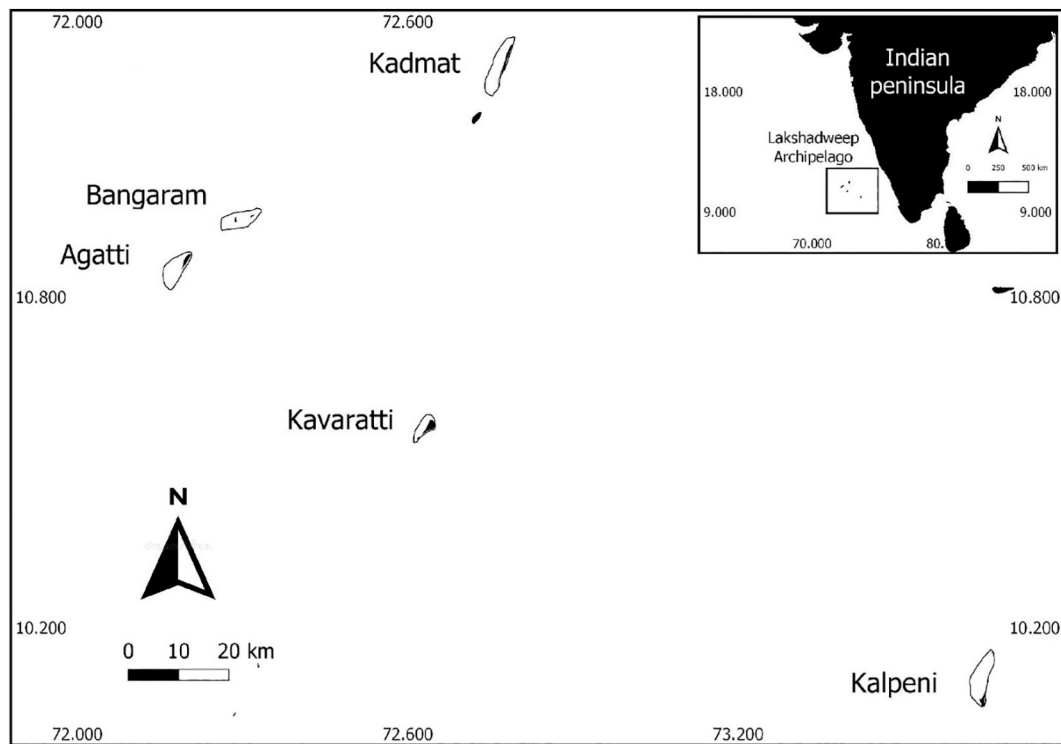 72.000
72.600
Kadmat
Indian
peninsula
18.000
18.000
Lakshadweep
Archipelago
N
0 250 500 km
9.000
9.000
70.000
80.
Bangaram
Agatti
10.800
10.800
Kavaratti
N
10.200
10.200
0 10 20 km
Kalpeni
72.000
72.600
73.200